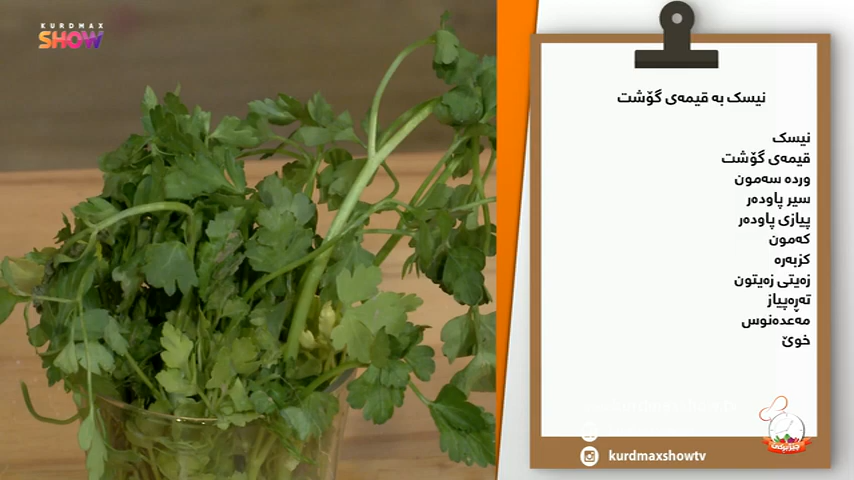 KURDMAX
SHOW
نیسک بە قیمەی گۆشت
نیسک
قیمەی گۆشت
وردە سەمون
سیر پاودەر
پیازی پاودەر
کەمون
کزبەرە
زەیتی زەیتون
تەڕەپیاز
مەعدەنوس
خوێ
kurdmaxshowtv